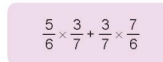 5/6 × 3/7 + 3/7 × 7/6